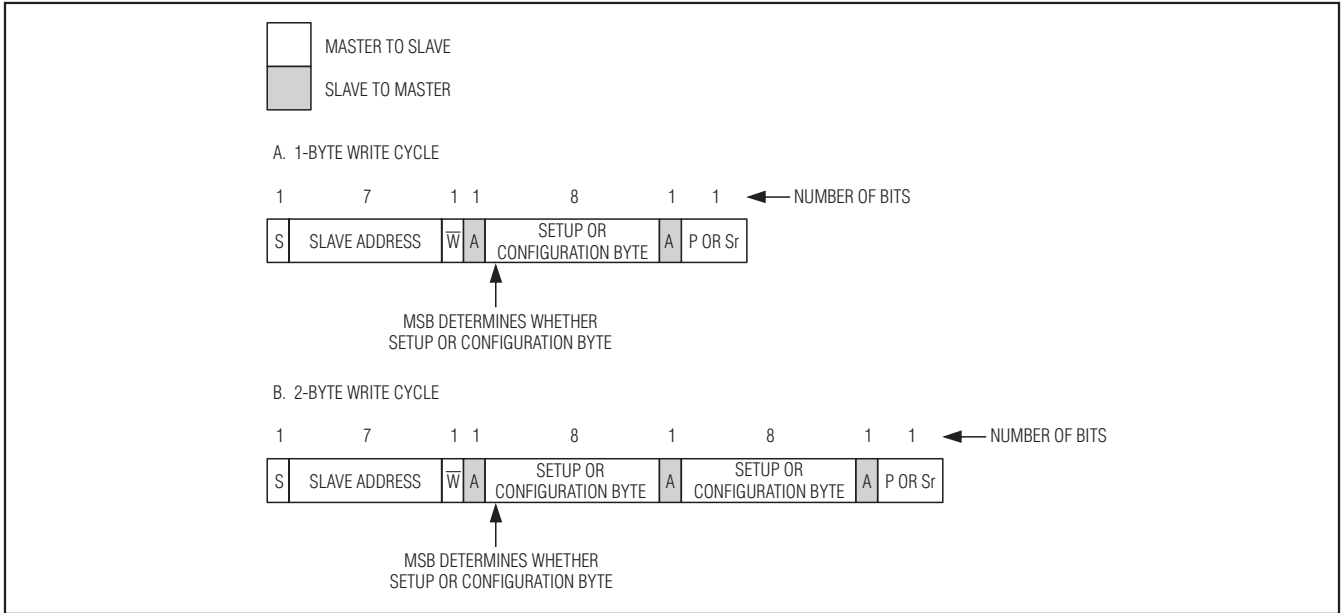 MASTER TO SLAVE
SLAVE TO MASTER
A. 1-BYTE WRITE CYCLE
1 7 1 1 8 1 1 NUMBER OF BITS
S SLAVE ADDRESS W̅ A SETUP OR CONFIGURATION BYTE A P OR Sr
MSB DETERMINES WHETHER
SETUP OR CONFIGURATION BYTE
B. 2-BYTE WRITE CYCLE
1 7 1 1 8 1 8 1 1 NUMBER OF BITS
S SLAVE ADDRESS W̅ A SETUP OR CONFIGURATION BYTE A SETUP OR CONFIGURATION BYTE A P OR Sr
MSB DETERMINES WHETHER
SETUP OR CONFIGURATION BYTE